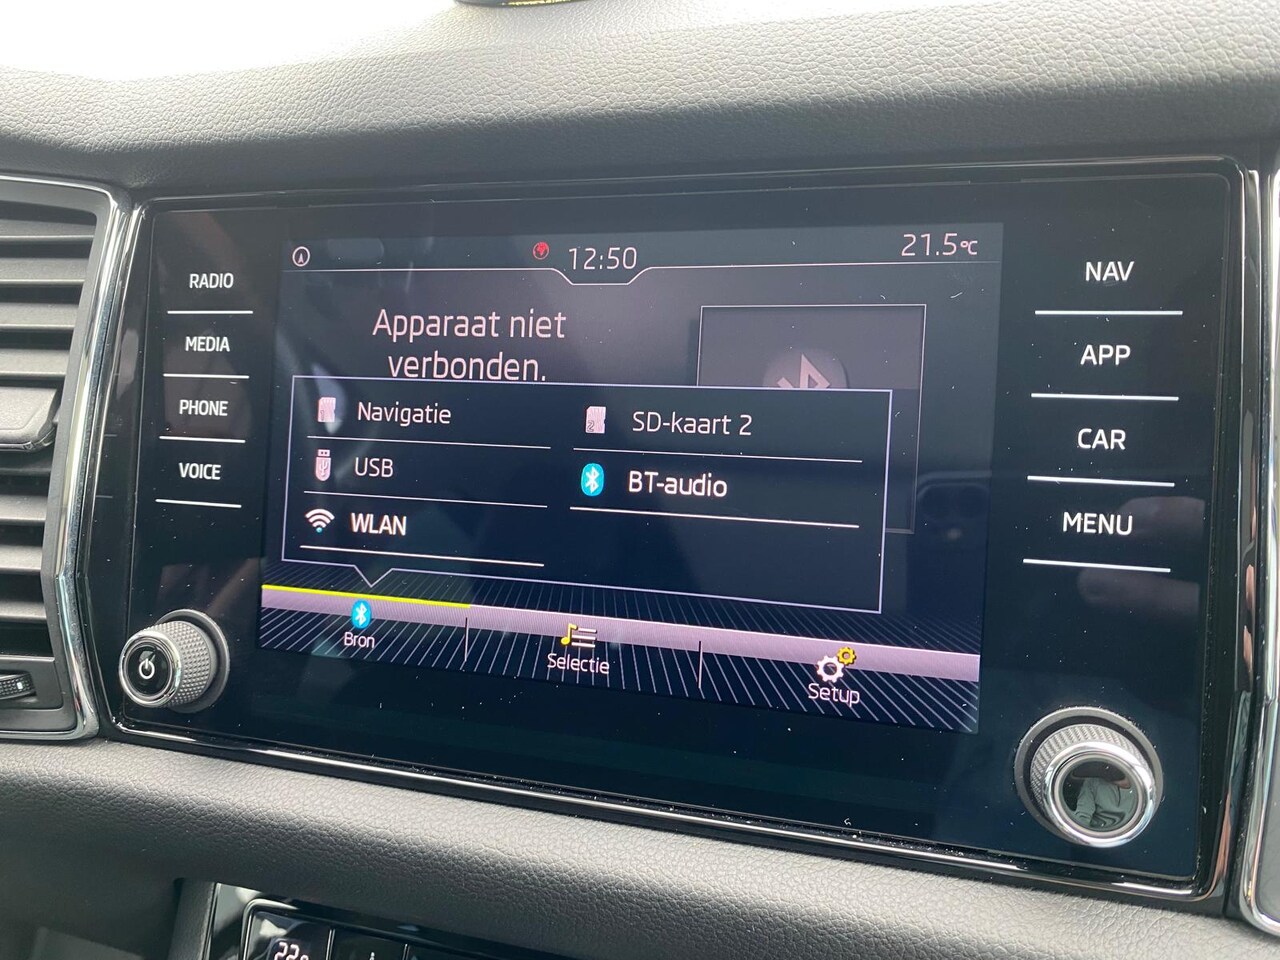 12:50
21.5°C
RADIO
MEDIA
PHONE
VOICE
Apparaat niet
verbonden.
Navigatie
USB
WLAN
2
SD-kaart 2
BT-audio
Bron
Selectie
Setup
NAV
APP
CAR
MENU